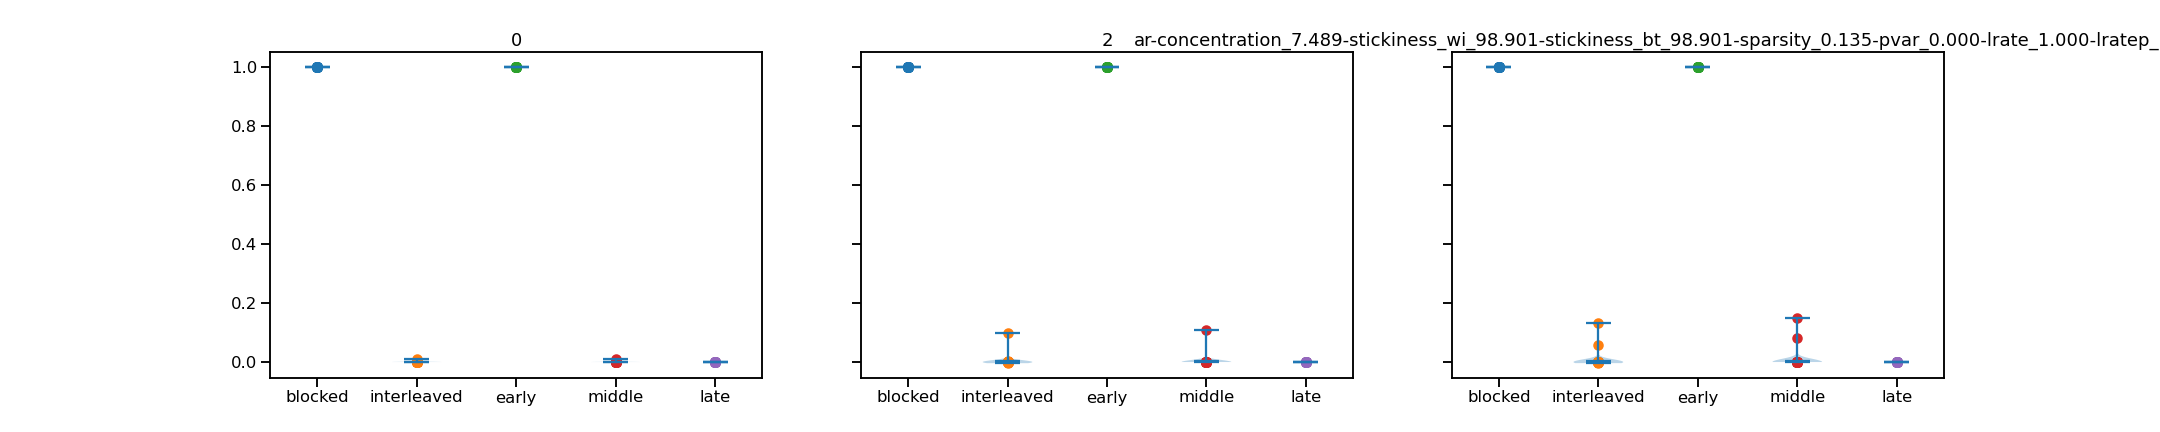 0
2 ar-concentration_7.489-stickiness_wi_98.901-stickiness_bt_98.901-sparsity_0.135-pvar_0.000-lrate_1.000-lratep_
1.0
0.8
0.6
0.4
0.2
0.0
blocked interleaved early middle late
blocked interleaved early middle late
blocked interleaved early middle late